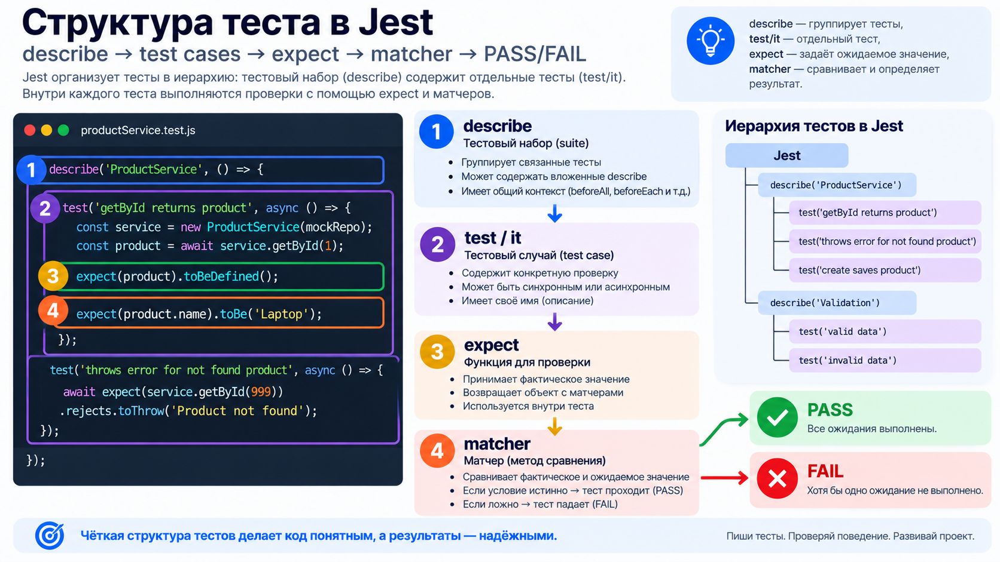 Структура теста в Jest
describe → test cases → expect → matcher → PASS/FAIL
Jest организует тесты в иерархию: тестовый набор (describe) содержит отдельные тесты (test/it).
Внутри каждого теста выполняются проверки с помощью expect и матчеров.
describe — группирует тесты,
test/it — отдельный тест,
expect — задаёт ожидаемое значение,
matcher — сравнивает и определяет
результат.
productService.test.js
1
describe('ProductService', () => {
2
test('getById returns product', async () => {
const service = new ProductService(mockRepo);
const product = await service.getById(1);
3
expect(product).toBeDefined();
4
expect(product.name).toBe('Laptop');
});
test('throws error for not found product', async () => {
await expect(service.getById(999))
.rejects.toThrow('Product not found');
});
});
1
describe
Тестовый набор (suite)
• Группирует связанные тесты
• Может содержать вложенные describe
• Имеет общий контекст (beforeAll, beforeEach и т.д.)
2
test / it
Тестовый случай (test case)
• Содержит конкретную проверку
• Может быть синхронным или асинхронным
• Имеет своё имя (описание)
3
expect
Функция для проверки
• Принимает фактическое значение
• Возвращает объект с матчерами
• Используется внутри теста
4
matcher
Матчер (метод сравнения)
• Сравнивает фактическое и ожидаемое значение
• Если условие истинно → тест проходит (PASS)
• Если ложно → тест падает (FAIL)
Иерархия тестов в Jest
Jest
describe('ProductService')
test('getById returns product')
test('throws error for not found product')
test('create saves product')
describe('Validation')
test('valid data')
test('invalid data')
PASS
Все ожидания выполнены.
FAIL
Хотя бы одно ожидание не выполнено.
Чёткая структура тестов делает код понятным, а результаты — надёжными.
Пиши тесты. Проверяй поведение. Развивай проект.